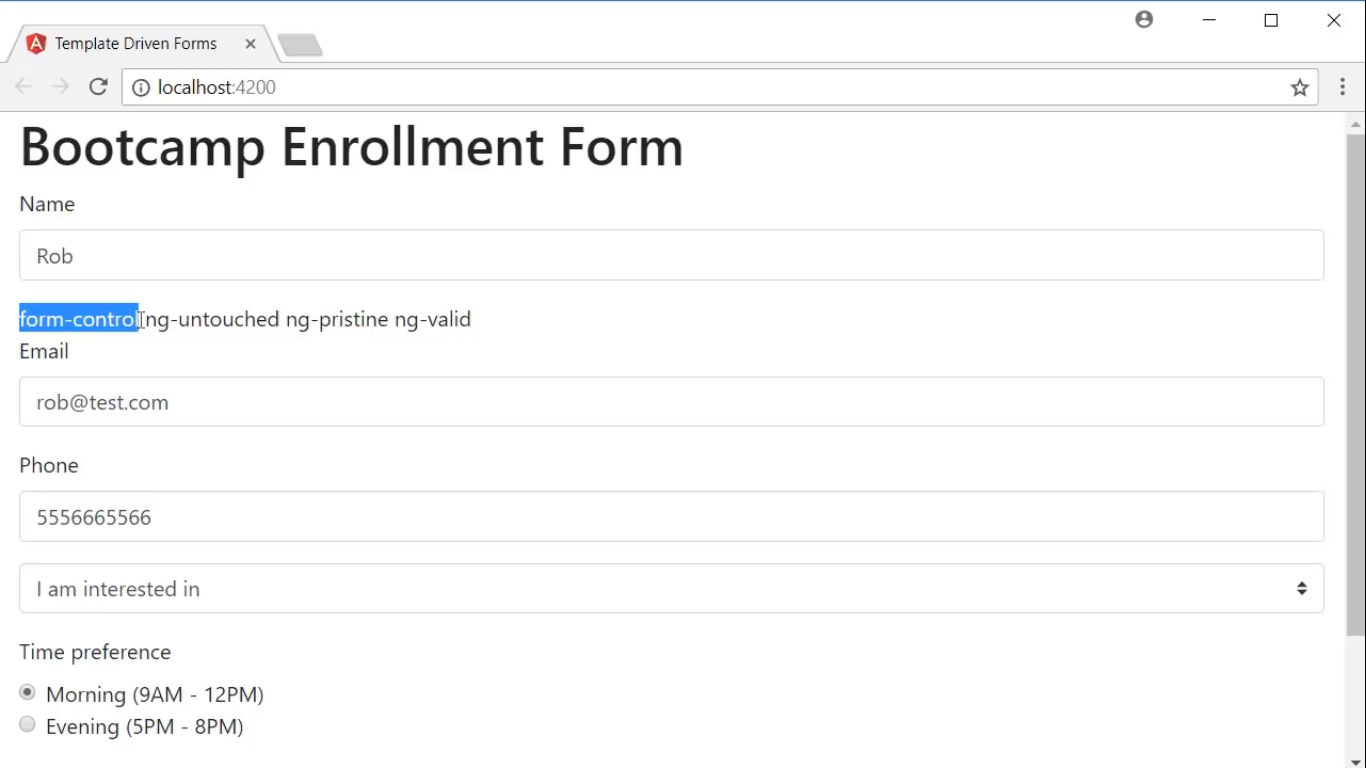 Template Driven Forms
localhost:4200
Bootcamp Enrollment Form
Name
Rob
form-control ng-untouched ng-pristine ng-valid
Email
rob@test.com
Phone
5556665566
I am interested in
Time preference
Morning (9AM - 12PM)
Evening (5PM - 8PM)